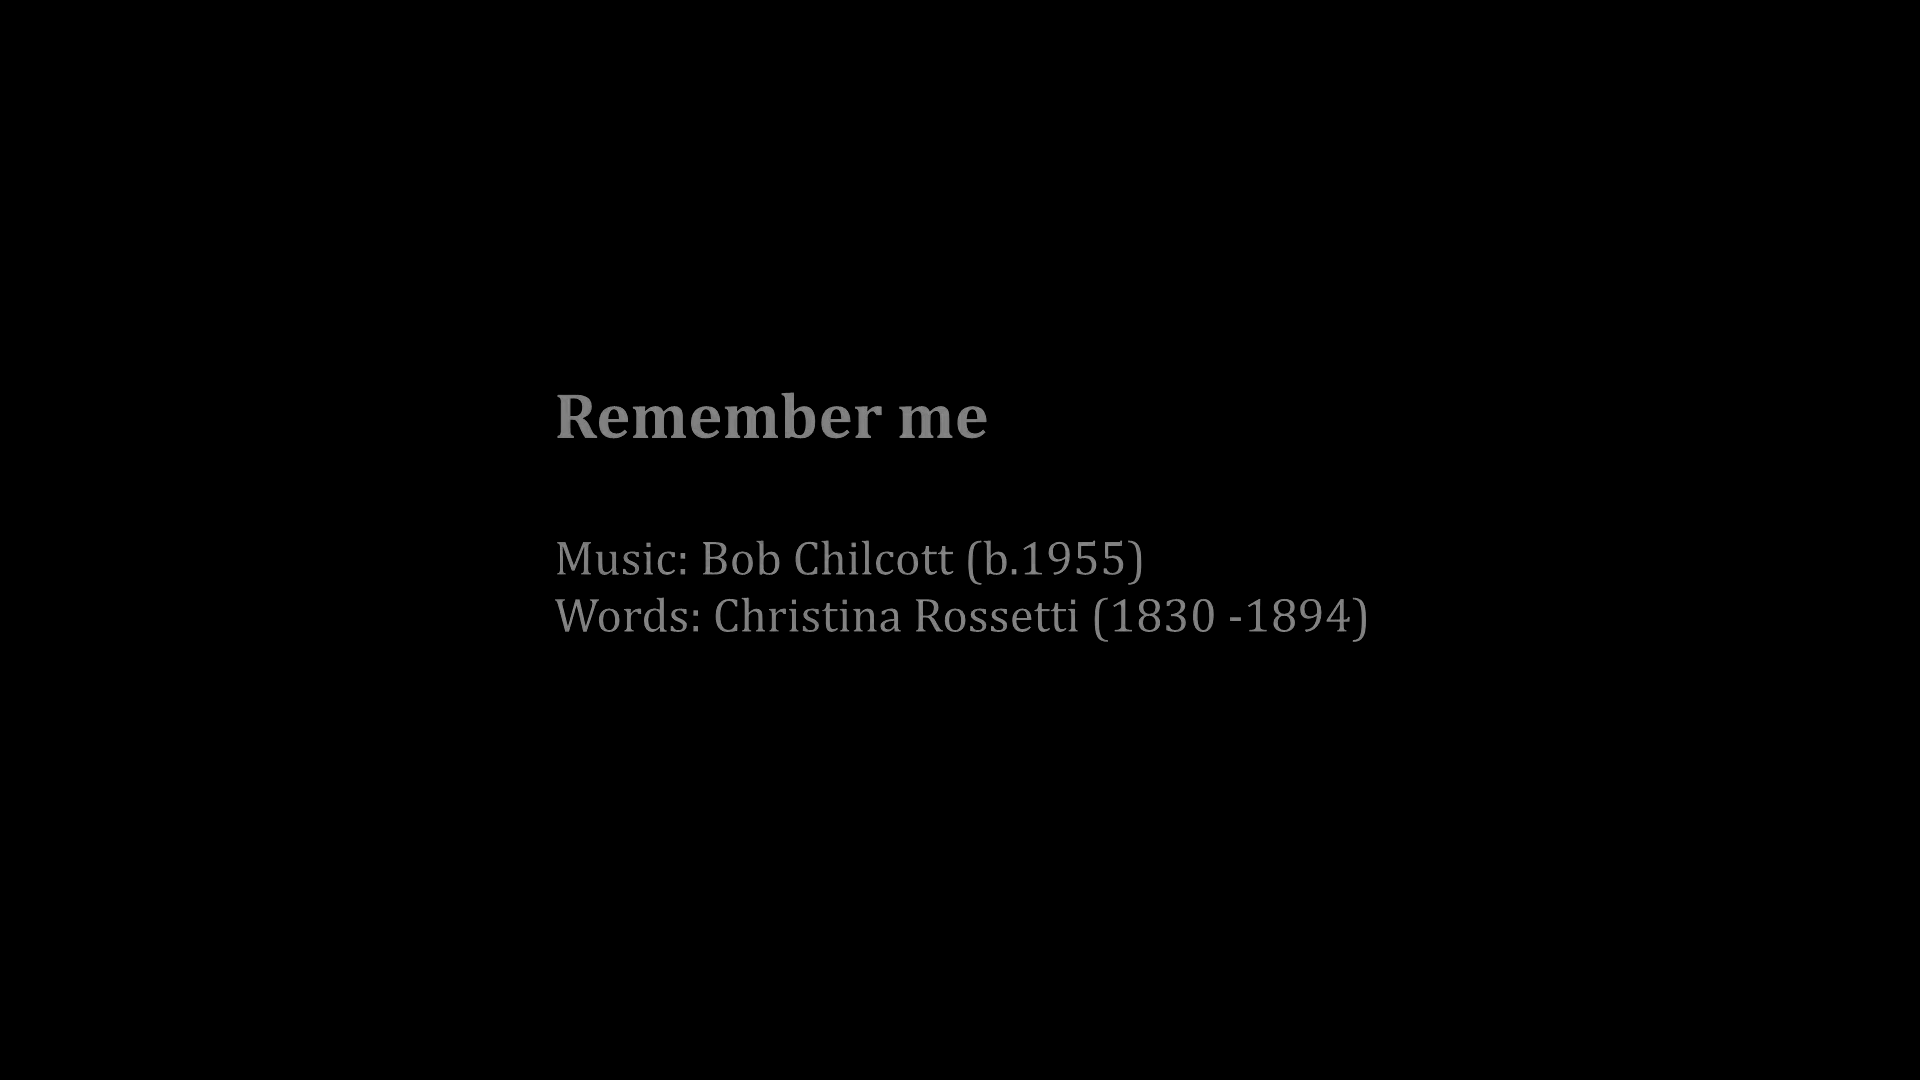 Remember me
Music: Bob Chilcott (b.1955)
Words: Christina Rossetti (1830 -1894)